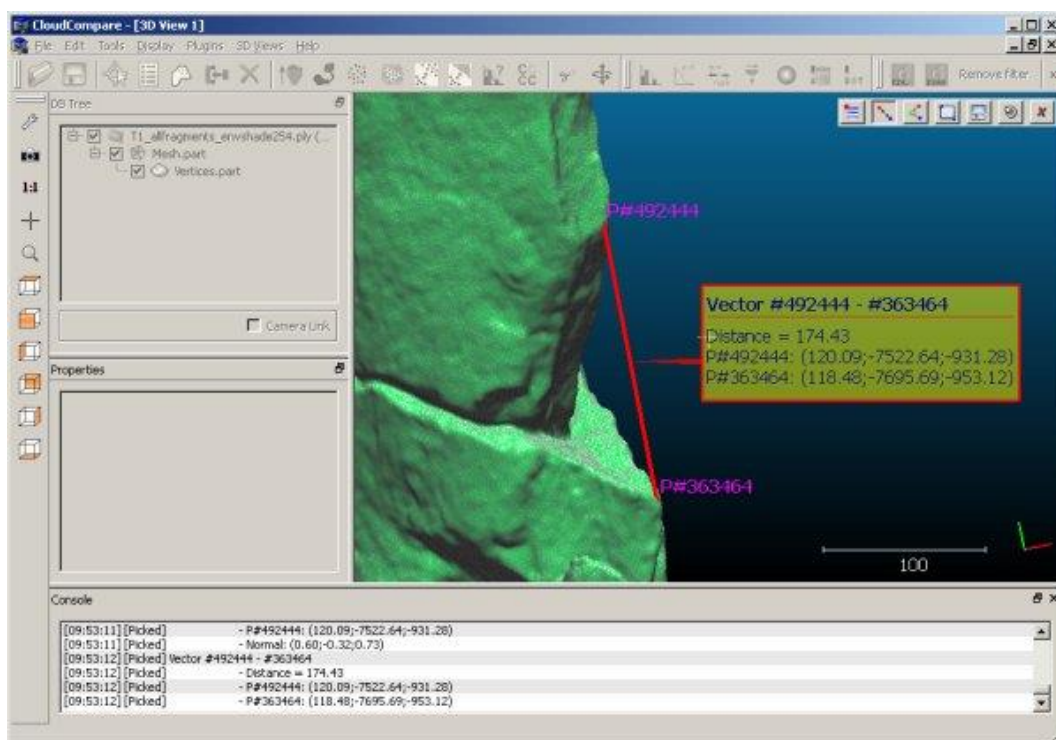 CloudCompare - [3D View 1]
File Edit Tools Display Plugins 3D Views Help
Remove filter
DB Tree
T1_allfragments_envshade254.ply (...
Mesh.part
Vertices.part
Camera Link
Properties
1:1
P#492444
Vector #492444 - #363464
Distance = 174.43
P#492444: (120.09;-7522.64;-931.28)
P#363464: (118.48;-7695.69;-953.12)
P#363464
100
Console
[09:53:11] [Picked] - P#492444: (120.09;-7522.64;-931.28)
[09:53:11] [Picked] - Normal: (0.60;-0.32;0.73)
[09:53:12] [Picked] Vector #492444 - #363464
[09:53:12] [Picked] - Distance = 174.43
[09:53:12] [Picked] - P#492444: (120.09;-7522.64;-931.28)
[09:53:12] [Picked] - P#363464: (118.48;-7695.69;-953.12)